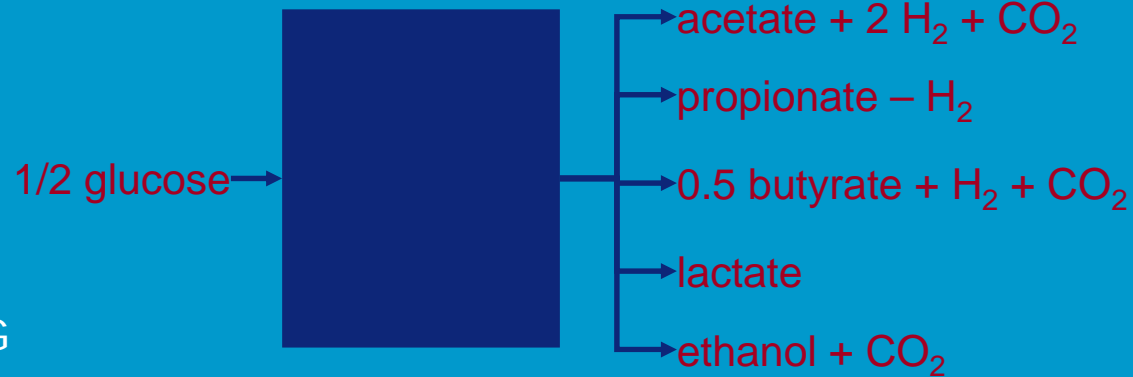 acetate + 2 H₂ + CO₂
propionate – H₂
1/2 glucose
0.5 butyrate + H₂ + CO₂
lactate
G
ethanol + CO₂